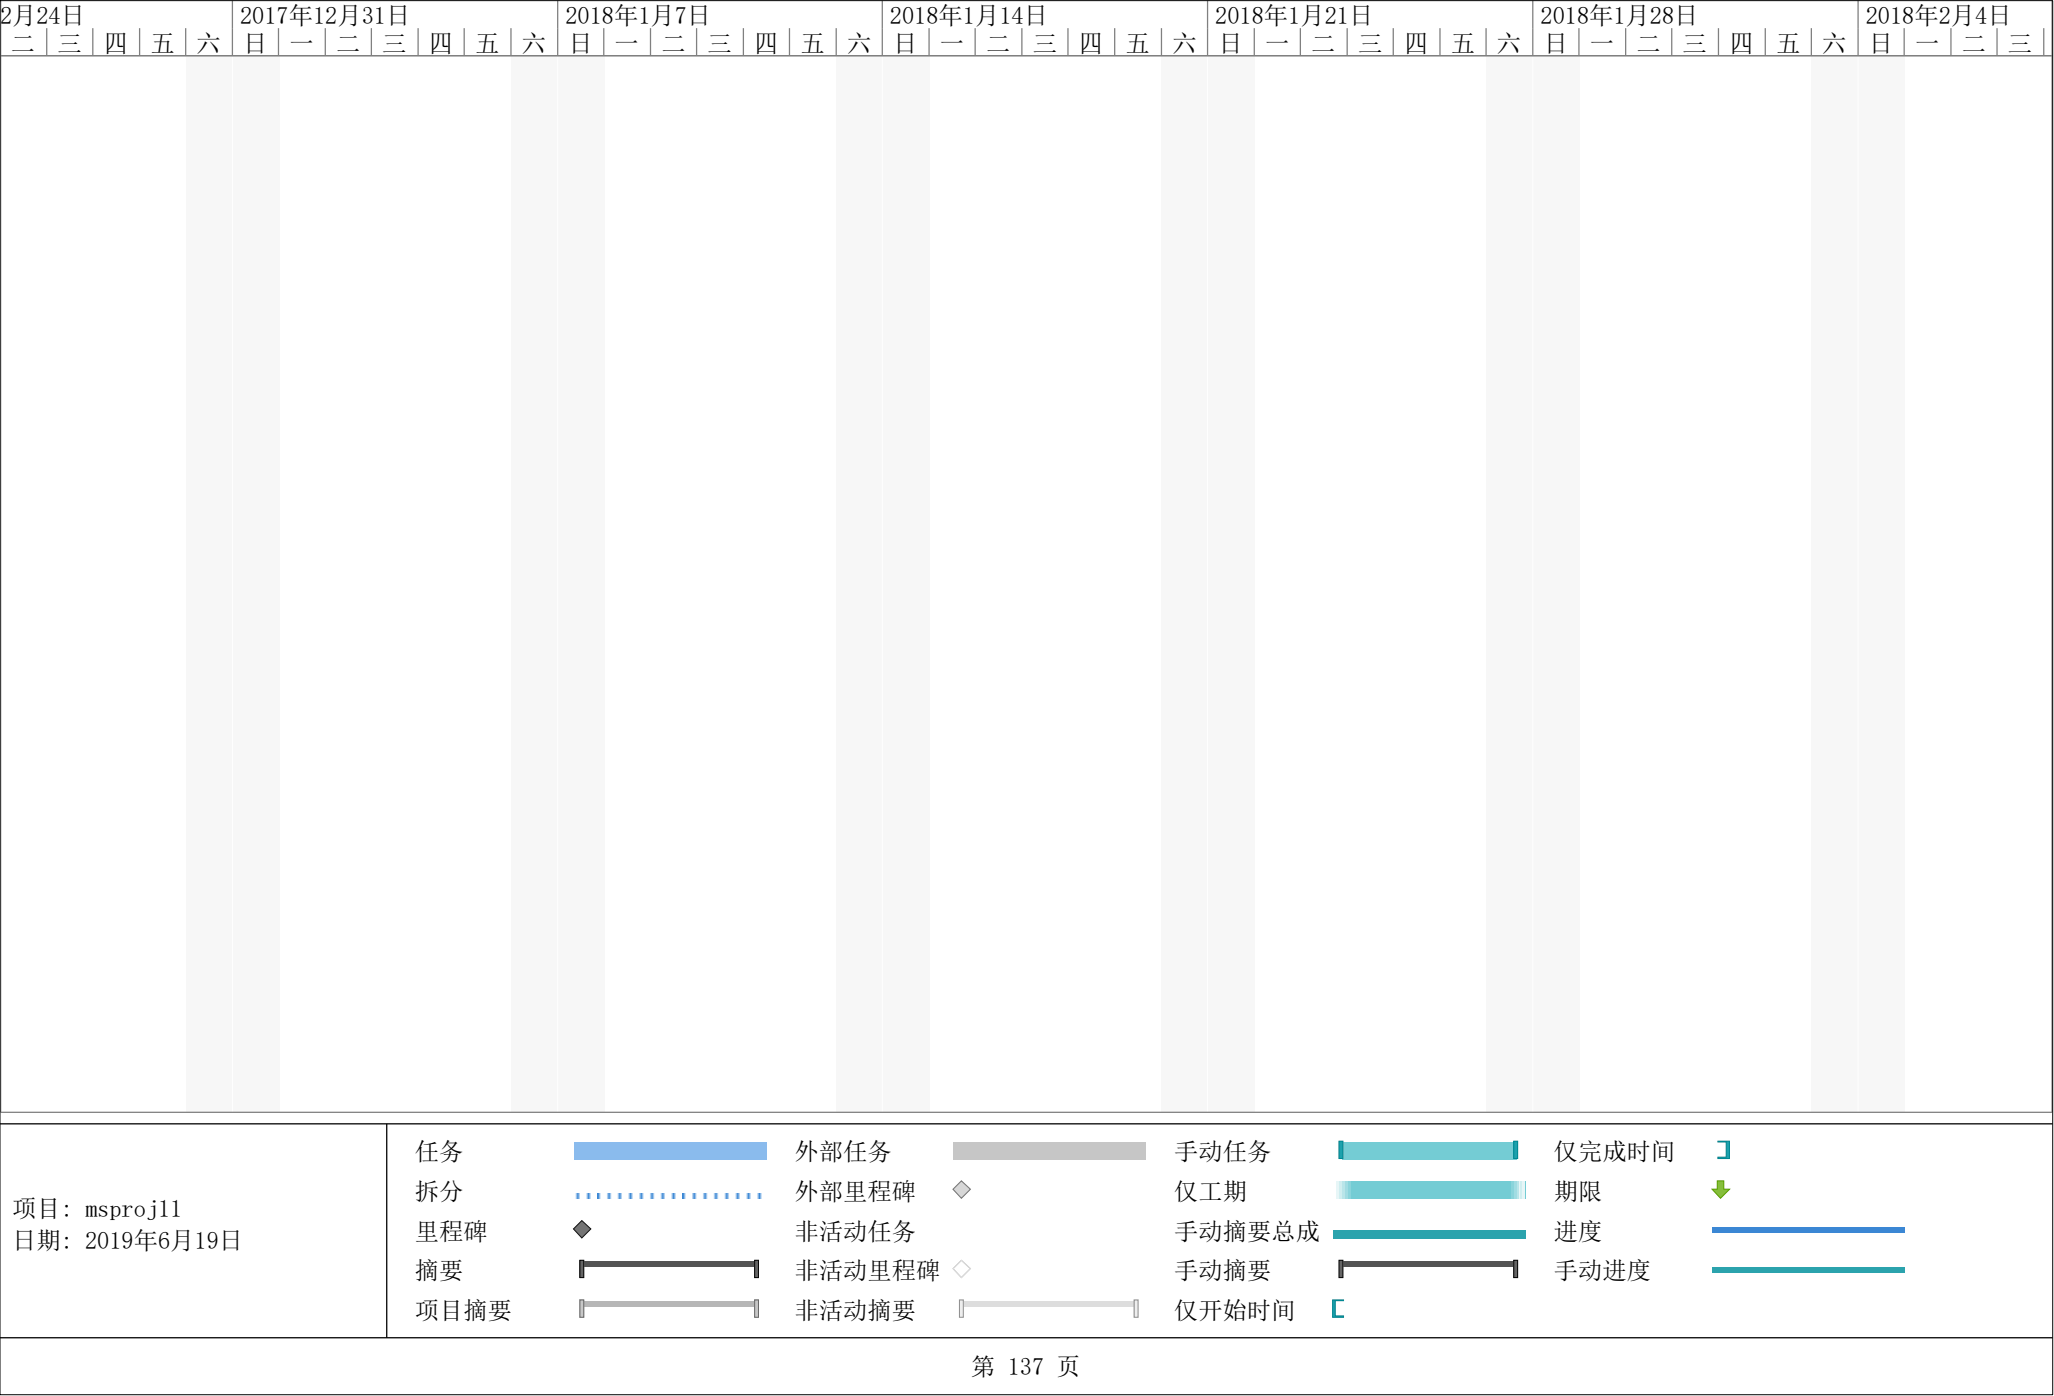 2月24日 2017年12月31日 2018年1月7日 2018年1月14日 2018年1月21日 2018年1月28日 2018年2月4日
二 三 四 五 六 日 一 二 三 四 五 六 日 一 二 三 四 五 六 日 一 二 三 四 五 六 日 一 二 三 四 五 六 日 一 二 三 四 五 六 日 一 二 三
任务 外部任务 手动任务 仅完成时间
拆分 外部里程碑 仅工期 期限
里程碑 非活动任务 手动摘要总成 进度
摘要 非活动里程碑 手动摘要 手动进度
项目摘要 非活动摘要 仅开始时间
项目: msproj11
日期: 2019年6月19日
第 137 页